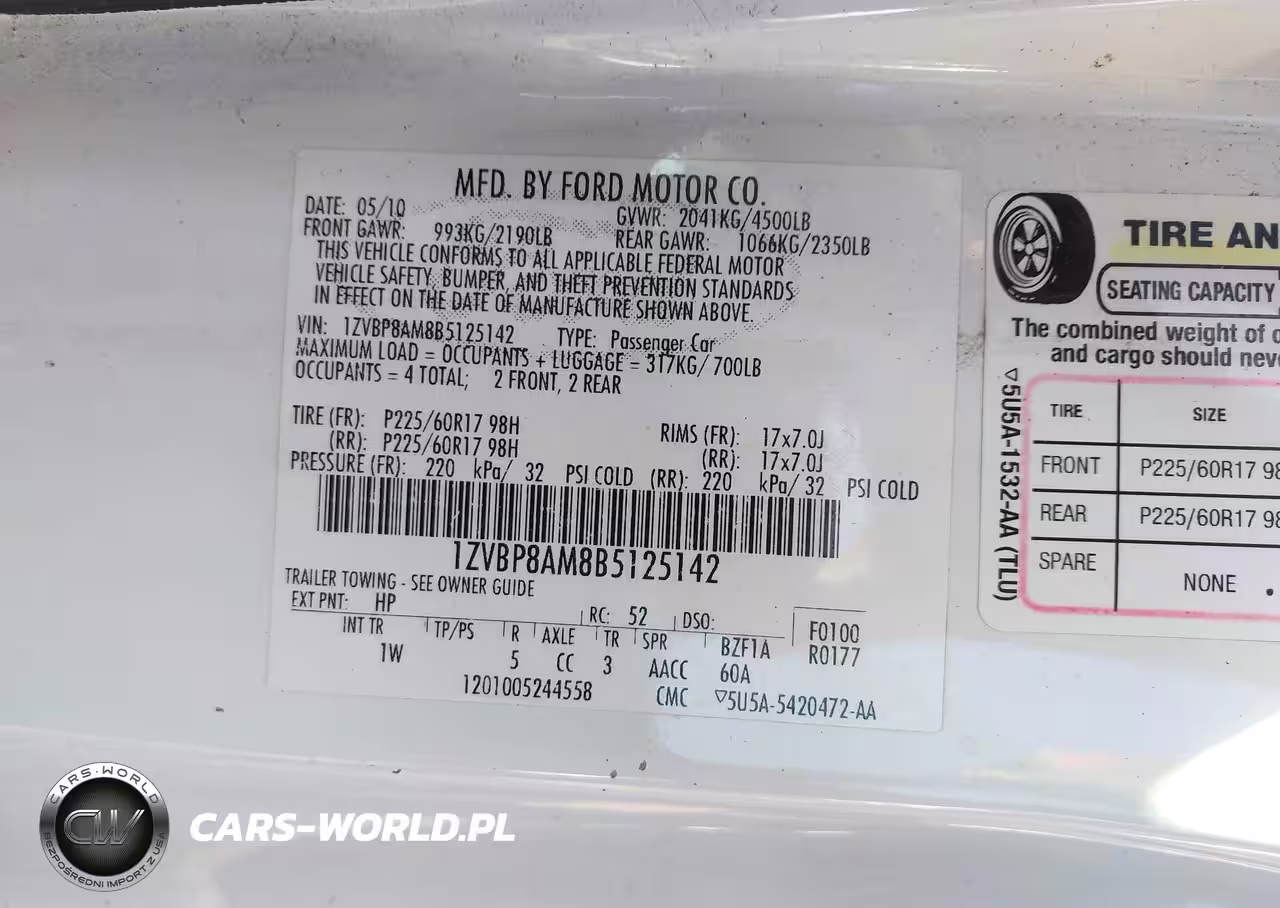 MFD. BY FORD MOTOR CO.
DATE: 05/10 GVWR: 2041KG/4500LB
FRONT GAWR: 993KG/2190LB REAR GAWR: 1066KG/2350LB
THIS VEHICLE CONFORMS TO ALL APPLICABLE FEDERAL MOTOR
VEHICLE SAFETY, BUMPER, AND THEFT PREVENTION STANDARDS
IN EFFECT ON THE DATE OF MANUFACTURE SHOWN ABOVE.
VIN: 1ZVBP8AM8B5125142 TYPE: Passenger Car
MAXIMUM LOAD = OCCUPANTS + LUGGAGE = 317KG/ 700LB
OCCUPANTS = 4 TOTAL; 2 FRONT, 2 REAR
TIRE (FR): P225/60R17 98H RIMS (FR): 17x7.0J
(RR): P225/60R17 98H (RR): 17x7.0J
PRESSURE (FR): 220 kPa/ 32 PSI COLD (RR): 220 kPa/ 32 PSI COLD
1ZVBP8AM8B5125142
TRAILER TOWING - SEE OWNER GUIDE
EXT PNT: HP RC: 52 DSO: F0100
INT TR TP/PS R AXLE TR SPR BZF1A R0177
1W 5 CC 3 AACC 60A
1201005244558 CMC ▽5U5A-5420472-AA
TIRE AN
SEATING CAPACITY
The combined weight of
and cargo should neve
▽5U5A-1532-AA (TLU)
TIRE SIZE
FRONT P225/60R17 98
REAR P225/60R17 98
SPARE NONE .
CARS-WORLD
CW
BEZPOŚREDNI IMPORT Z USA
CARS-WORLD.PL